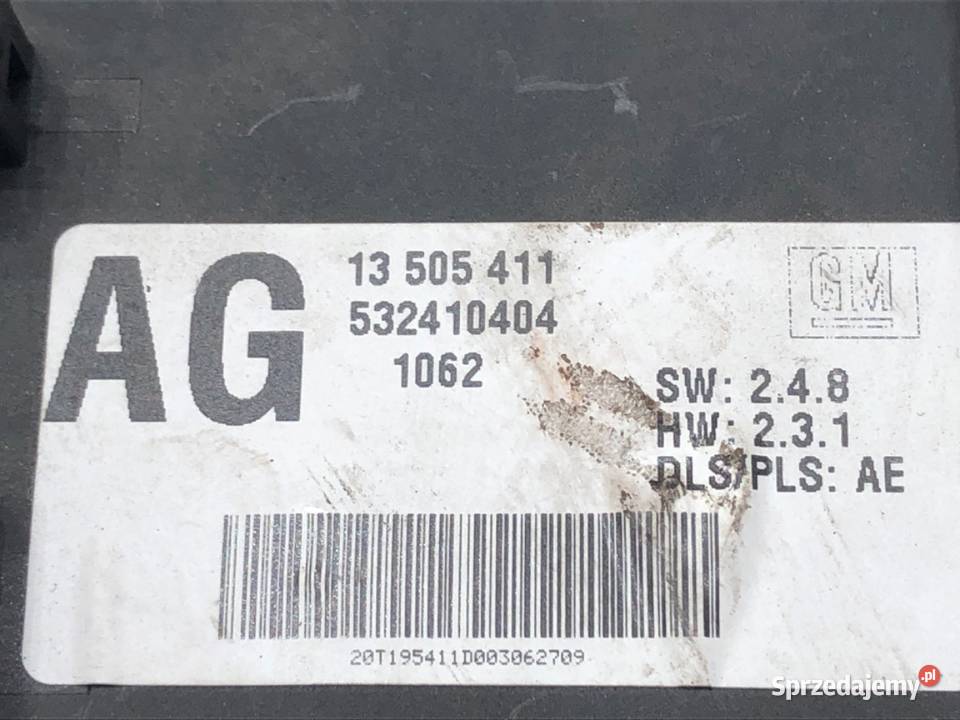 AG
13 505 411
532410404
1062
GM
SW: 2.4.8
HW: 2.3.1
DLS/PLS: AE
20T195411D003062709
Sprzedajemy.pl